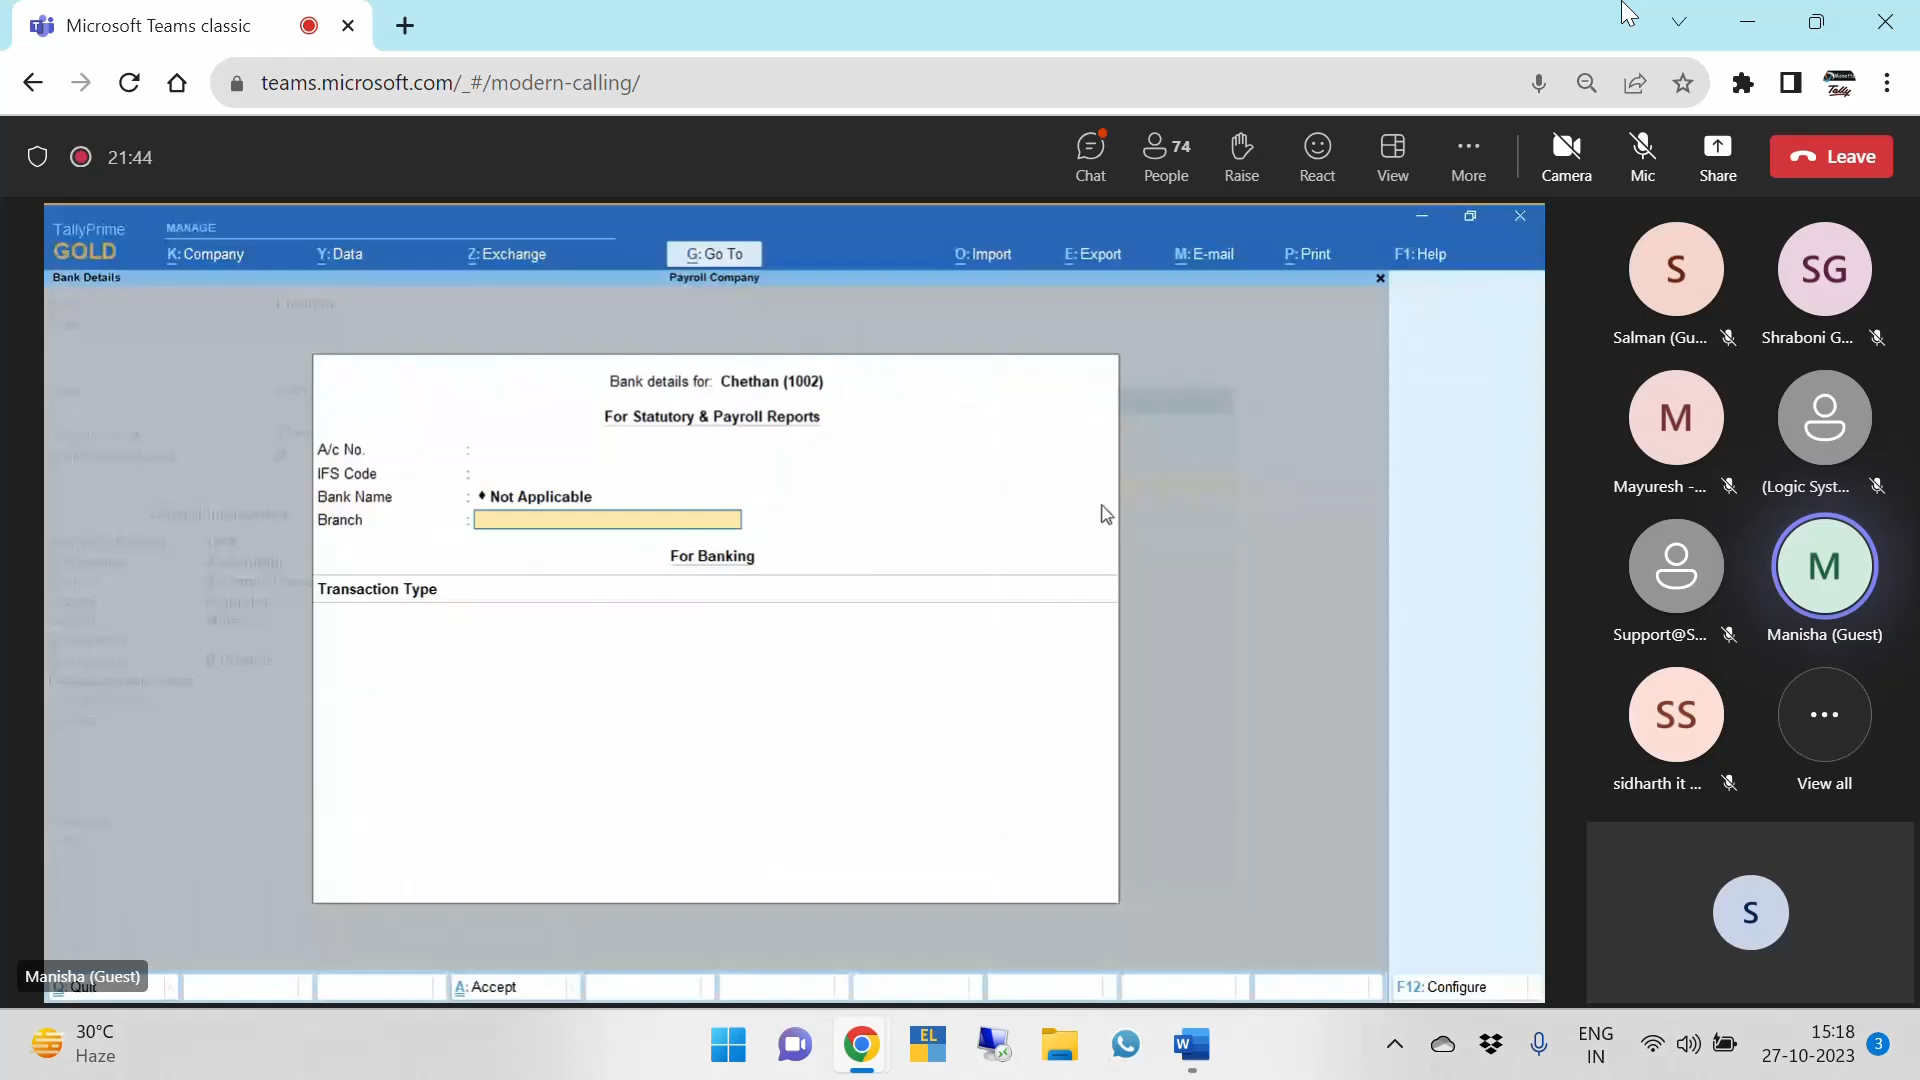 Microsoft Teams classic
teams.microsoft.com/_#/modern-calling/
21:44
Chat
74
People
Raise
React
View
More
Camera
Mic
Share
Leave
TallyPrime
GOLD
MANAGE
K: Company
Y: Data
Z: Exchange
G: Go To
O: Import
E: Export
M: E-mail
P: Print
F1: Help
Bank Details
Payroll Company
Bank details for: Chethan (1002)
For Statutory & Payroll Reports
A/c No. :
IFS Code :
Bank Name : ♦ Not Applicable
Branch :
For Banking
Transaction Type
Manisha (Guest)
Q: Quit
A: Accept
F12: Configure
S
Salman (Gu...
SG
Shraboni G...
M
Mayuresh -...
(Logic Syst...
Support@S...
M
Manisha (Guest)
SS
sidharth it ...
View all
S
30°C
Haze
EL
W
ENG
IN
15:18
27-10-2023
3